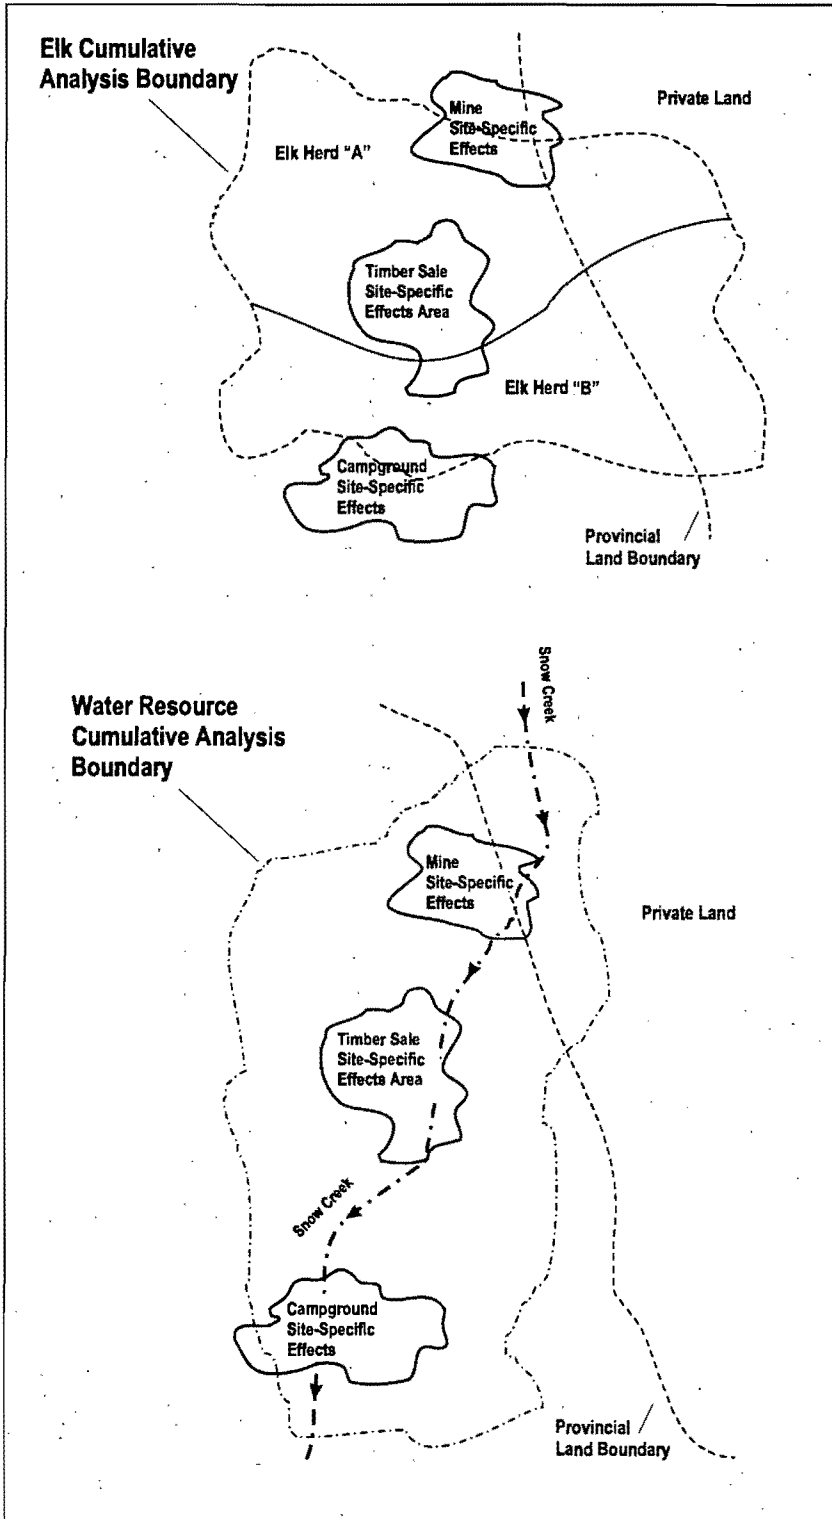 Elk Cumulative
Analysis Boundary
Mine
Site-Specific
Effects
Private Land
Elk Herd "A"
Timber Sale
Site-Specific
Effects Area
Elk Herd "B"
Campground
Site-Specific
Effects
Provincial
Land Boundary
Snow Creek
Water Resource
Cumulative Analysis
Boundary
Mine
Site-Specific
Effects
Private Land
Timber Sale
Site-Specific
Effects Area
Snow Creek
Campground
Site-Specific
Effects
Provincial
Land Boundary